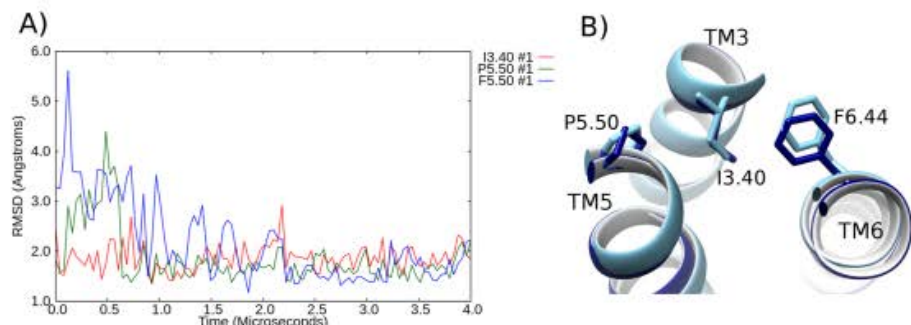 A)
6.0
5.0
4.0
3.0
2.0
1.0
RMSD (Angstroms)
0.0 0.5 1.0 1.5 2.0 2.5 3.0 3.5 4.0
Time (Microseconds)
I3.40 #1
P5.50 #1
F5.50 #1
B)
TM3
P5.50
F6.44
I3.40
TM5
TM6